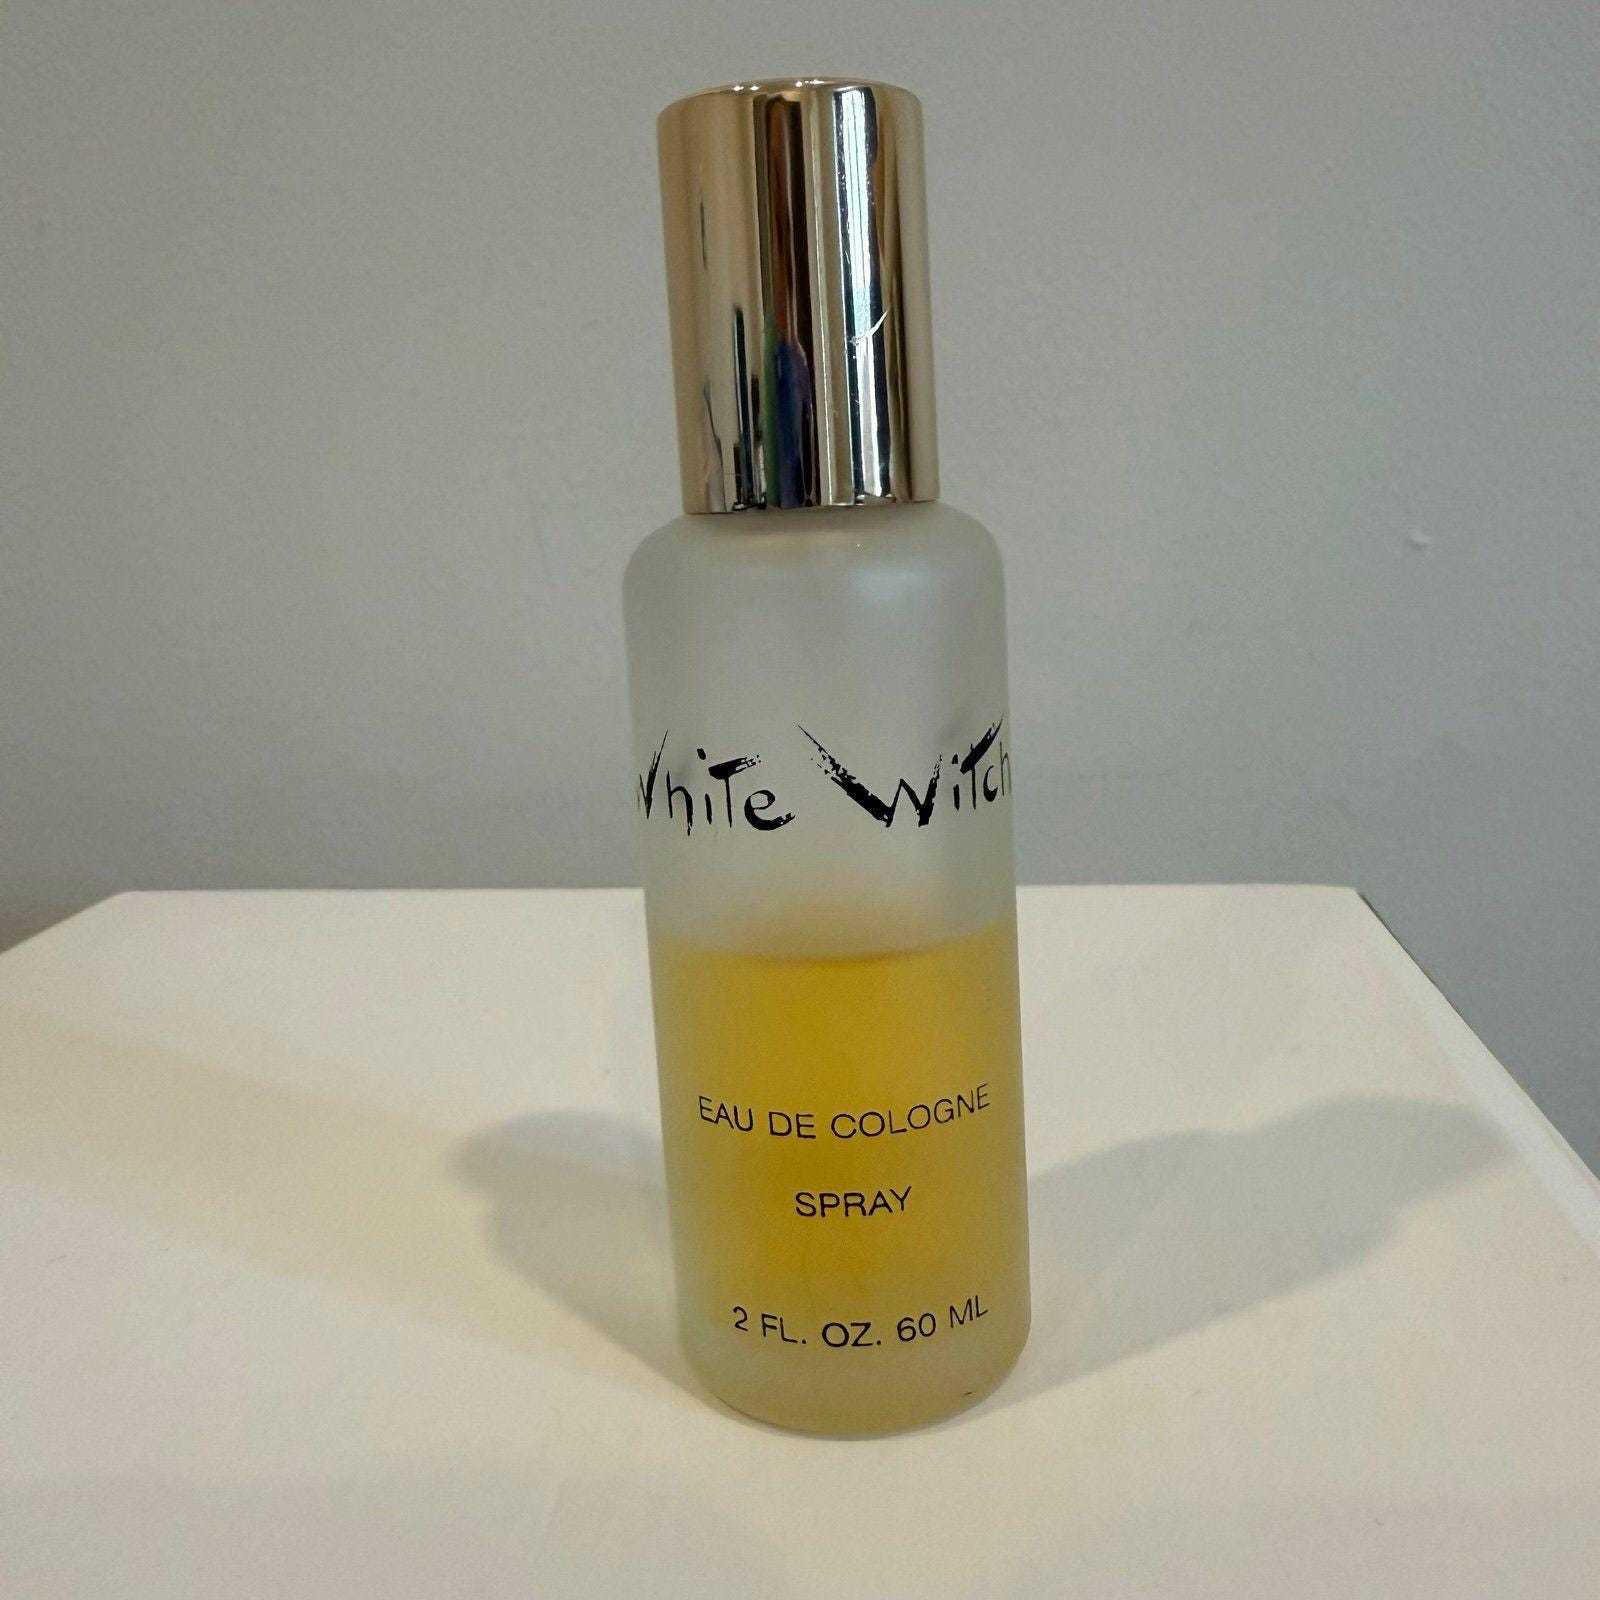 White Witch
EAU DE COLOGNE
SPRAY
2 FL. OZ. 60 ML